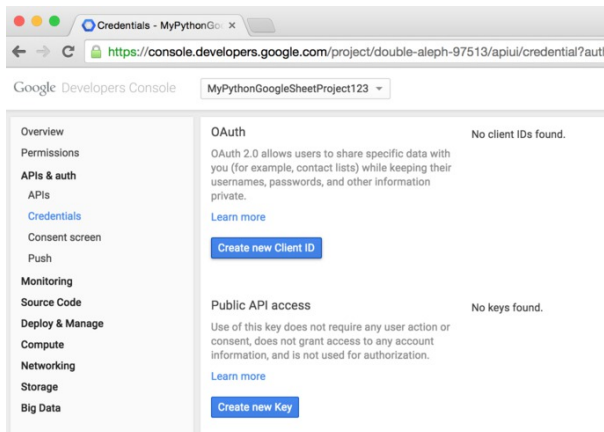 Credentials - MyPythonGo
https://console.developers.google.com/project/double-aleph-97513/apiui/credential?aut
Google Developers Console
MyPythonGoogleSheetProject123
Overview
Permissions
APIs & auth
APIs
Credentials
Consent screen
Push
Monitoring
Source Code
Deploy & Manage
Compute
Networking
Storage
Big Data
OAuth
OAuth 2.0 allows users to share specific data with
you (for example, contact lists) while keeping their
usernames, passwords, and other information
private.
Learn more
Create new Client ID
No client IDs found.
Public API access
Use of this key does not require any user action or
consent, does not grant access to any account
information, and is not used for authorization.
Learn more
Create new Key
No keys found.